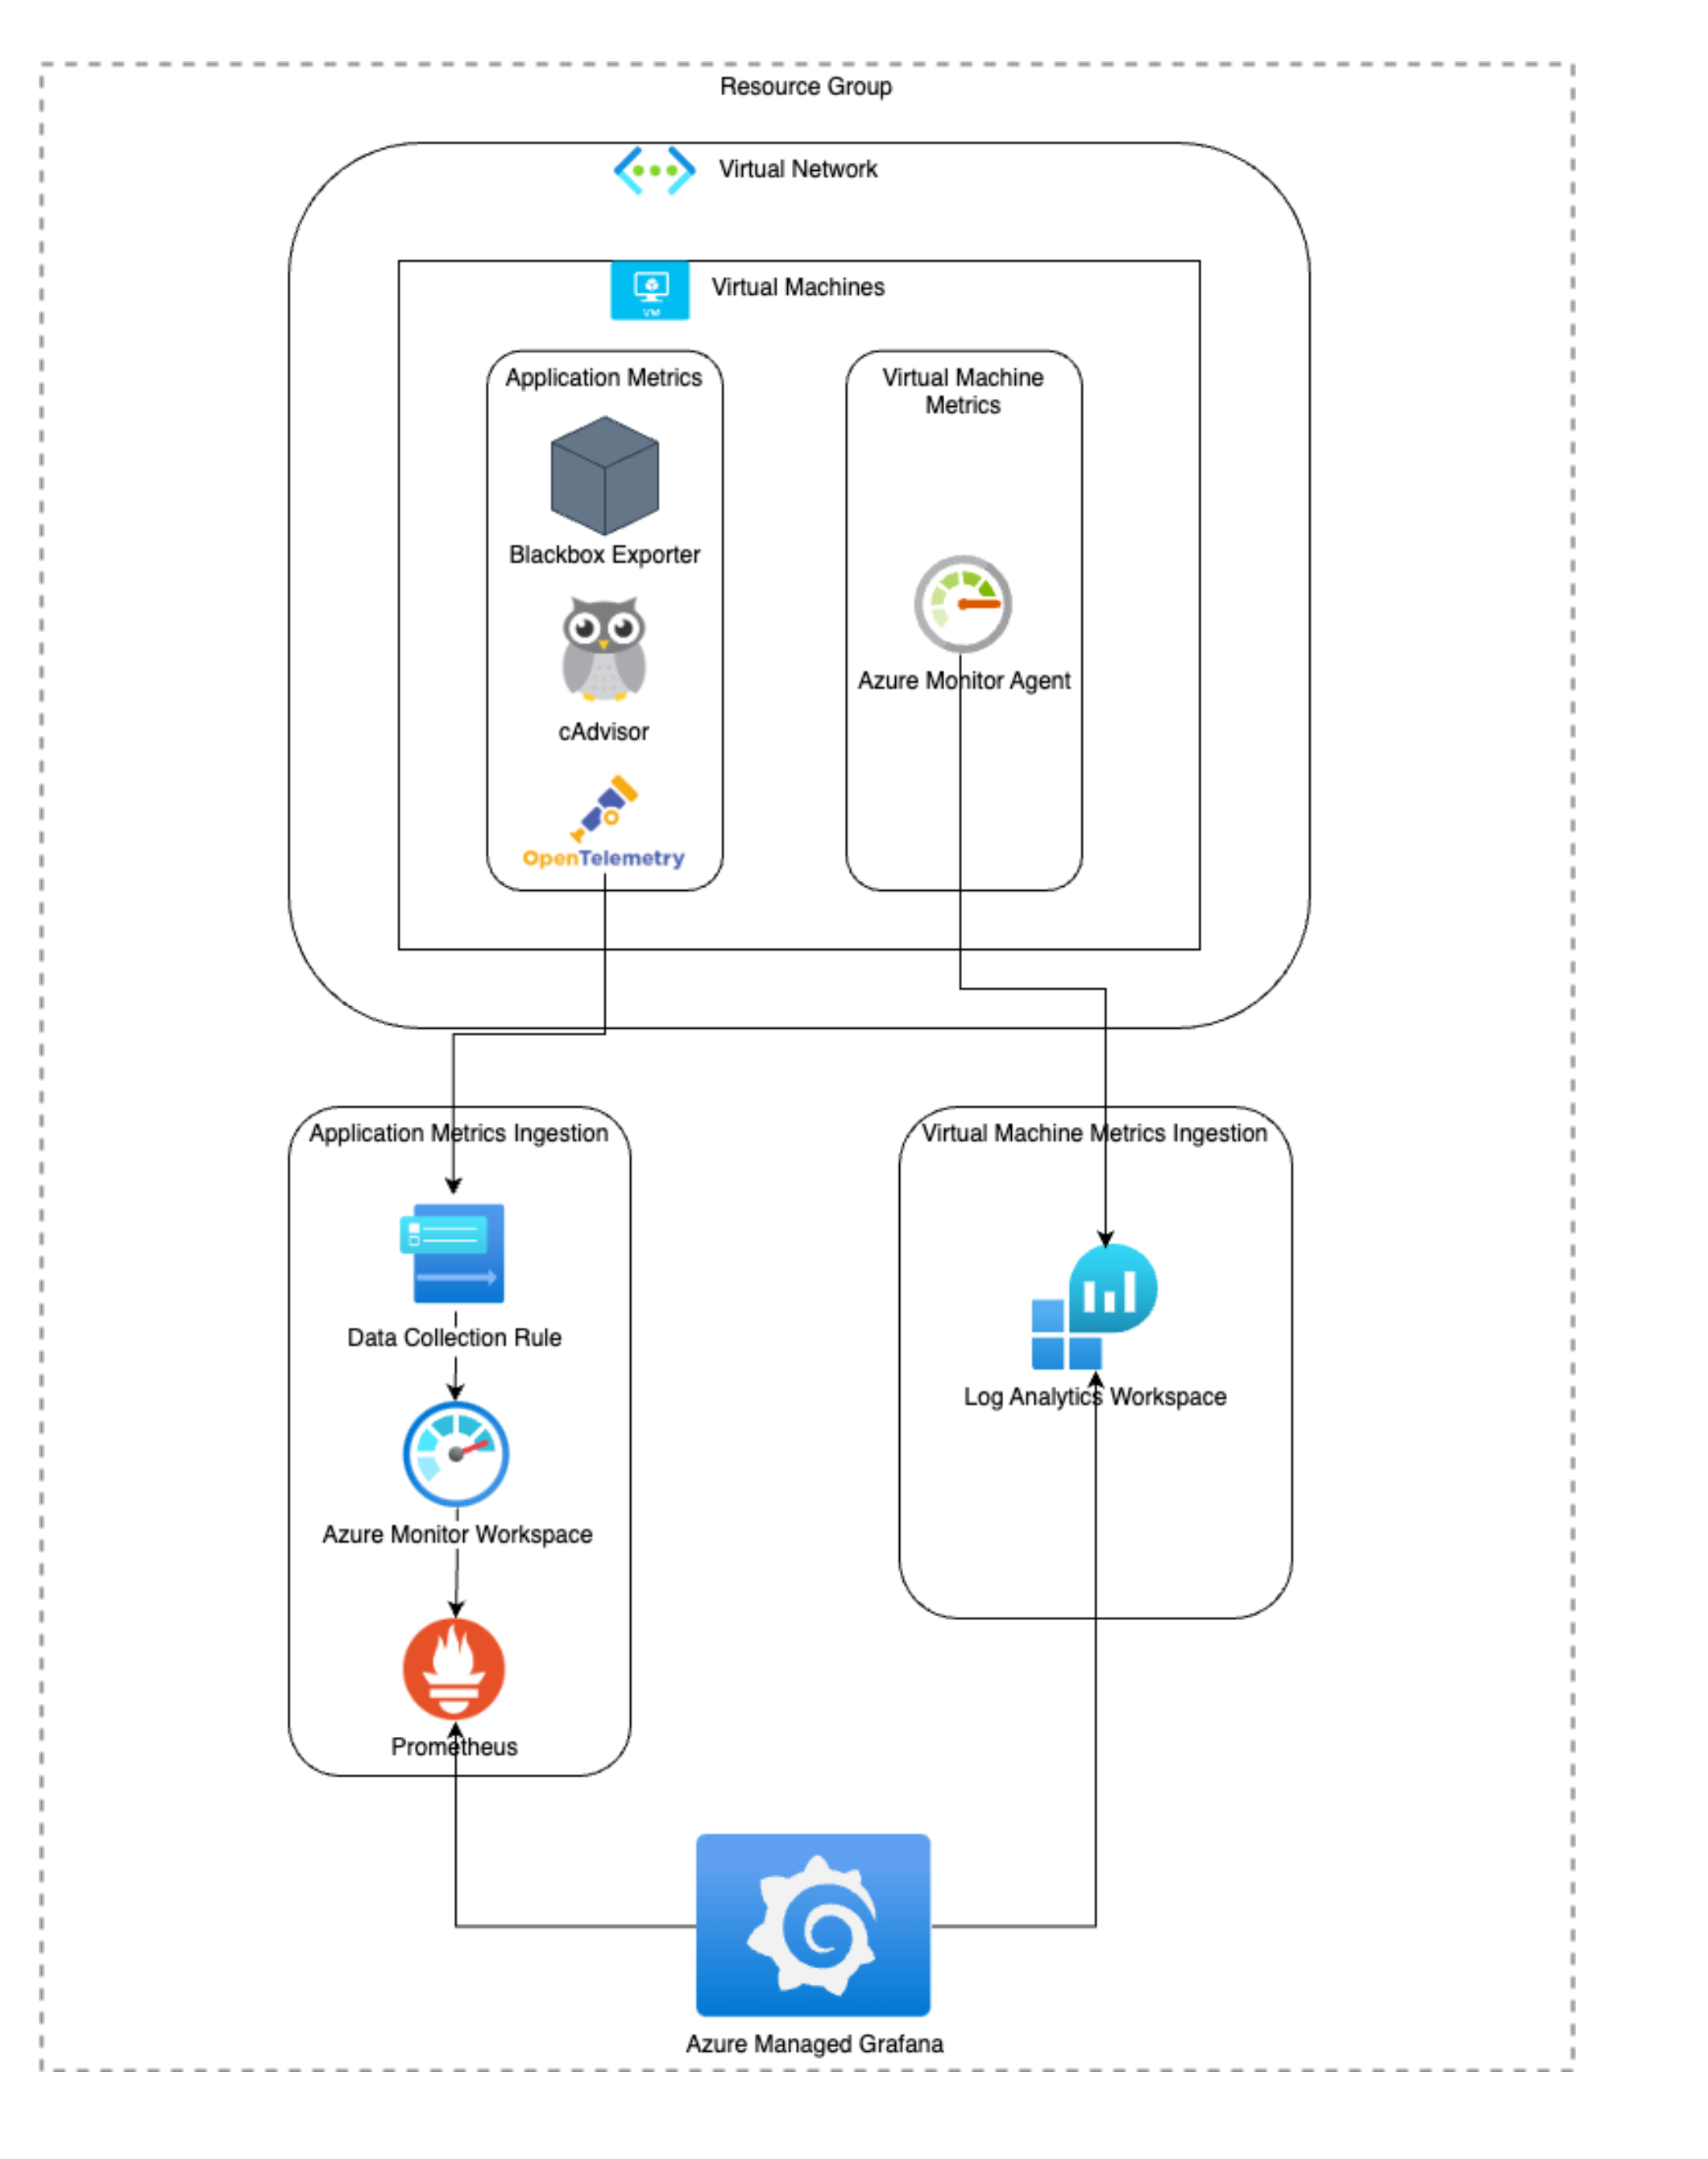 Resource Group
Virtual Network
Virtual Machines
VM
Application Metrics
Blackbox Exporter
cAdvisor
OpenTelemetry
Virtual Machine
Metrics
Azure Monitor Agent
Application Metrics Ingestion
Data Collection Rule
Azure Monitor Workspace
Prometheus
Virtual Machine Metrics Ingestion
Log Analytics Workspace
Azure Managed Grafana